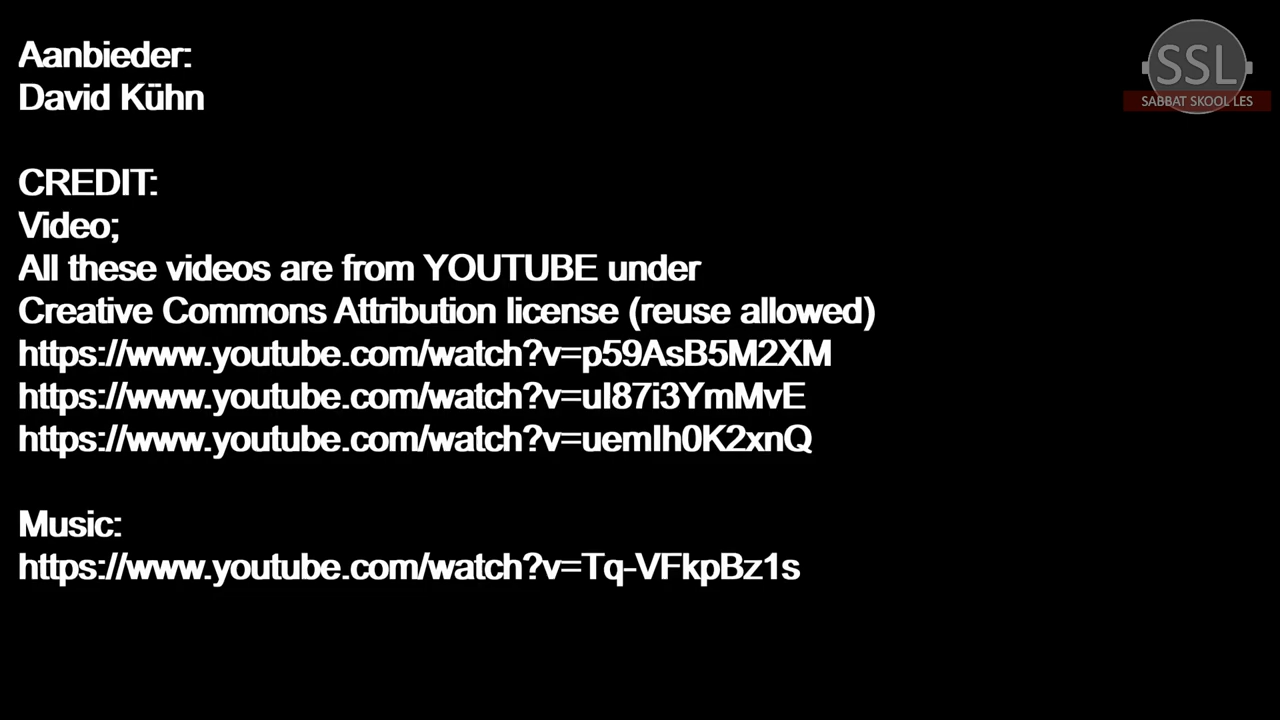 Aanbieder:
David Kūhn
CREDIT:
Video;
All these videos are from YOUTUBE under
Creative Commons Attribution license (reuse allowed)
https://www.youtube.com/watch?v=p59AsB5M2XM
https://www.youtube.com/watch?v=uI87i3YmMvE
https://www.youtube.com/watch?v=uemIh0K2xnQ
Music:
https://www.youtube.com/watch?v=Tq-VFkpBz1s
SSL
SABBAT SKOOL LES